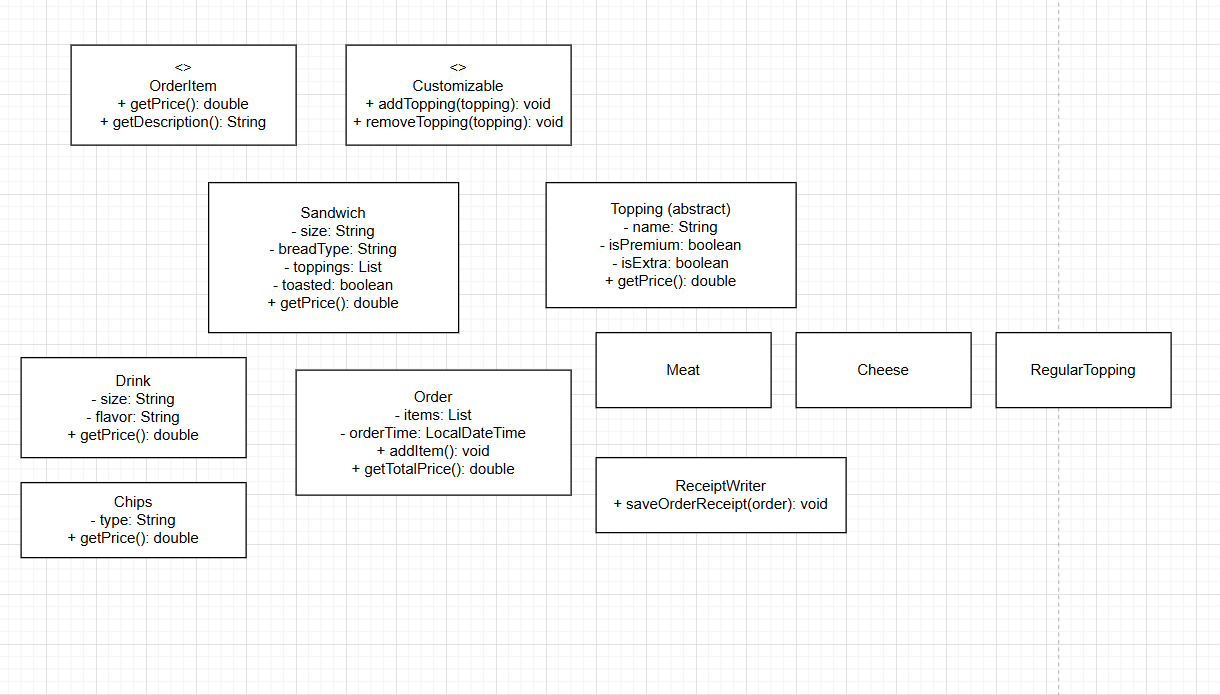 <>
OrderItem
+ getPrice(): double
+ getDescription(): String
<>
Customizable
+ addTopping(topping): void
+ removeTopping(topping): void
Sandwich
- size: String
- breadType: String
- toppings: List
- toasted: boolean
+ getPrice(): double
Topping (abstract)
- name: String
- isPremium: boolean
- isExtra: boolean
+ getPrice(): double
Meat
Cheese
RegularTopping
Drink
- size: String
- flavor: String
+ getPrice(): double
Order
- items: List
- orderTime: LocalDateTime
+ addItem(): void
+ getTotalPrice(): double
ReceiptWriter
+ saveOrderReceipt(order): void
Chips
- type: String
+ getPrice(): double